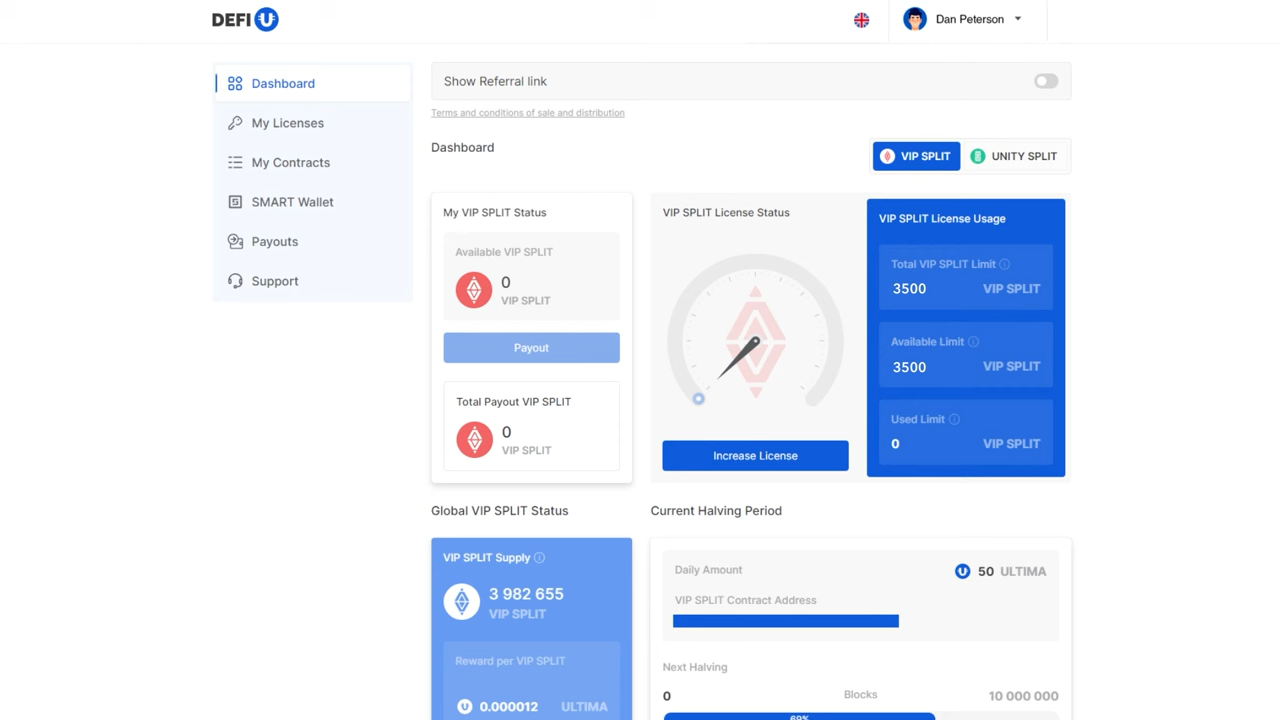 DEFI U
Dan Peterson
Dashboard
My Licenses
My Contracts
SMART Wallet
Payouts
Support
Show Referral link
Terms and conditions of sale and distribution
Dashboard
VIP SPLIT
UNITY SPLIT
My VIP SPLIT Status
Available VIP SPLIT
0
VIP SPLIT
Payout
Total Payout VIP SPLIT
0
VIP SPLIT
VIP SPLIT License Status
Increase License
VIP SPLIT License Usage
Total VIP SPLIT Limit
3500 VIP SPLIT
Available Limit
3500 VIP SPLIT
Used Limit
0 VIP SPLIT
Global VIP SPLIT Status
VIP SPLIT Supply
3 982 655
VIP SPLIT
Reward per VIP SPLIT
0.000012 ULTIMA
Current Halving Period
Daily Amount
50 ULTIMA
VIP SPLIT Contract Address
Next Halving
0 Blocks 10 000 000
69%